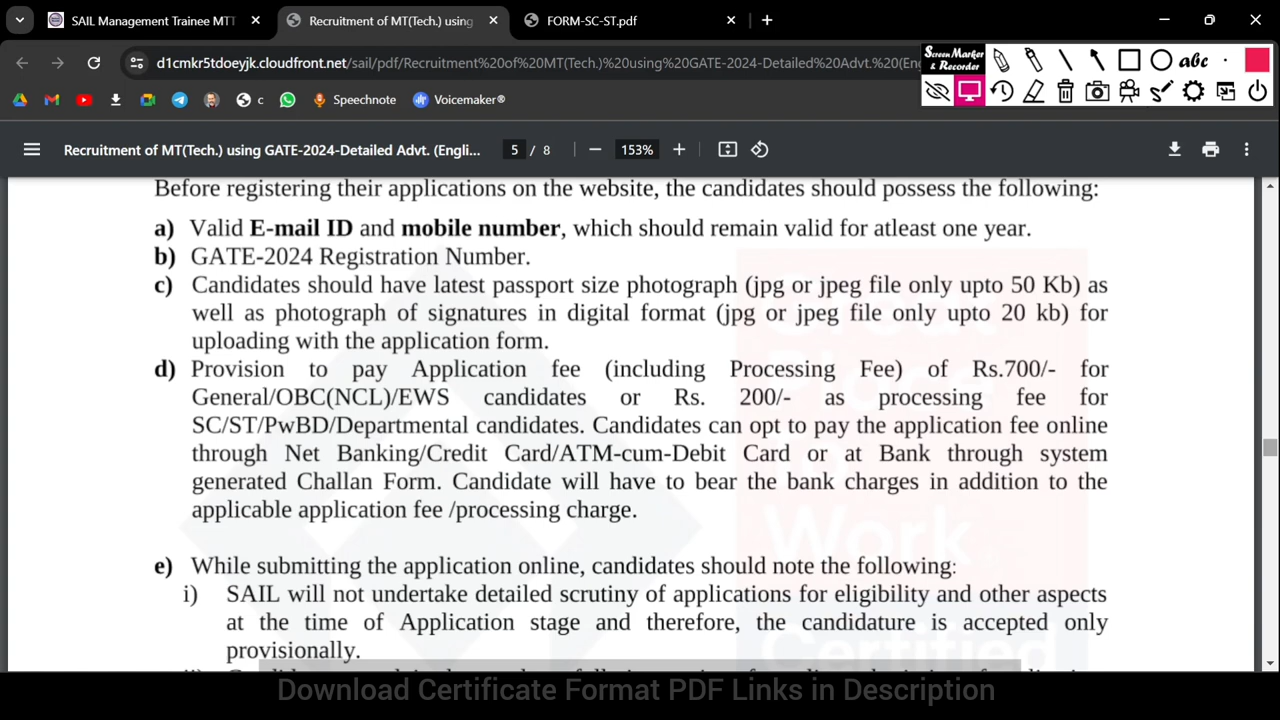 SAIL Management Trainee MTT
Recruitment of MT(Tech.) using
FORM-SC-ST.pdf
d1cmkr5tdoeyjk.cloudfront.net/sail/pdf/Recruitment%20of%20MT(Tech.)%20using%20GATE-2024-Detailed%20Advt.%20(Eng
Screen Marker
& Recorder
abc
c
Speechnote
Voicemaker®
Recruitment of MT(Tech.) using GATE-2024-Detailed Advt. (Engli...
5 / 8
153%
Before registering their applications on the website, the candidates should possess the following:
a) Valid E-mail ID and mobile number, which should remain valid for atleast one year.
b) GATE-2024 Registration Number.
c) Candidates should have latest passport size photograph (jpg or jpeg file only upto 50 Kb) as
well as photograph of signatures in digital format (jpg or jpeg file only upto 20 kb) for
uploading with the application form.
d) Provision to pay Application fee (including Processing Fee) of Rs.700/- for
General/OBC(NCL)/EWS candidates or Rs. 200/- as processing fee for
SC/ST/PwBD/Departmental candidates. Candidates can opt to pay the application fee online
through Net Banking/Credit Card/ATM-cum-Debit Card or at Bank through system
generated Challan Form. Candidate will have to bear the bank charges in addition to the
applicable application fee /processing charge.
e) While submitting the application online, candidates should note the following:
i) SAIL will not undertake detailed scrutiny of applications for eligibility and other aspects
at the time of Application stage and therefore, the candidature is accepted only
provisionally.
Great
Place
To
Work
Certified
Download Certificate Format PDF Links in Description